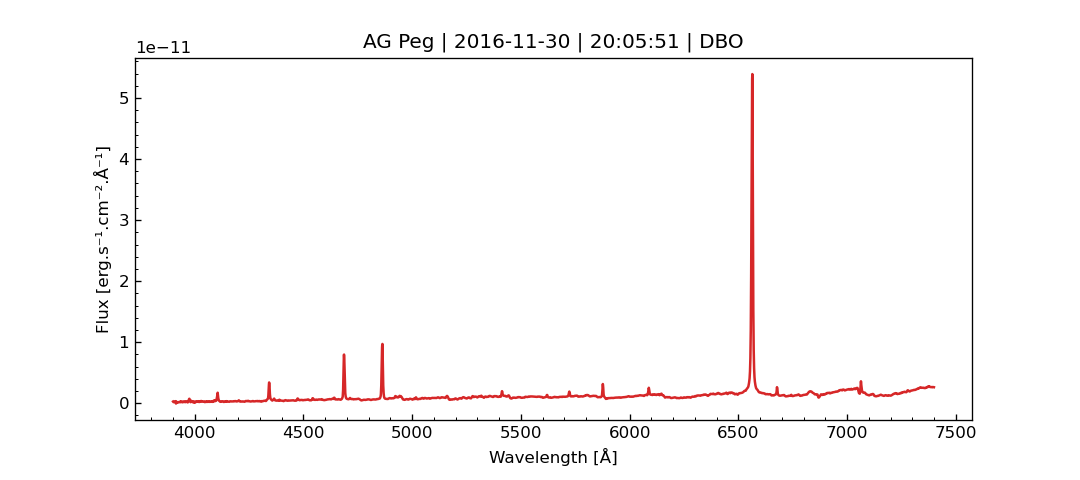 AG Peg | 2016-11-30 | 20:05:51 | DBO
1e−11
5
4
3
2
1
0
Flux [erg.s⁻¹.cm⁻².Å⁻¹]
4000 4500 5000 5500 6000 6500 7000 7500
Wavelength [Å]